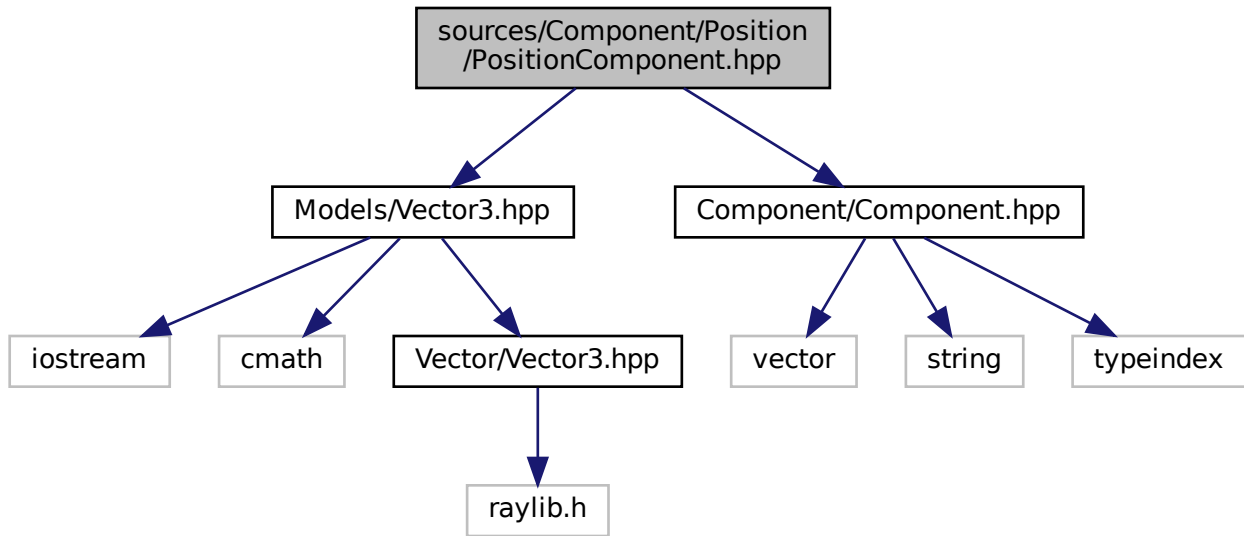 sources/Component/Position
/PositionComponent.hpp
Models/Vector3.hpp
Component/Component.hpp
iostream
cmath
Vector/Vector3.hpp
vector
string
typeindex
raylib.h